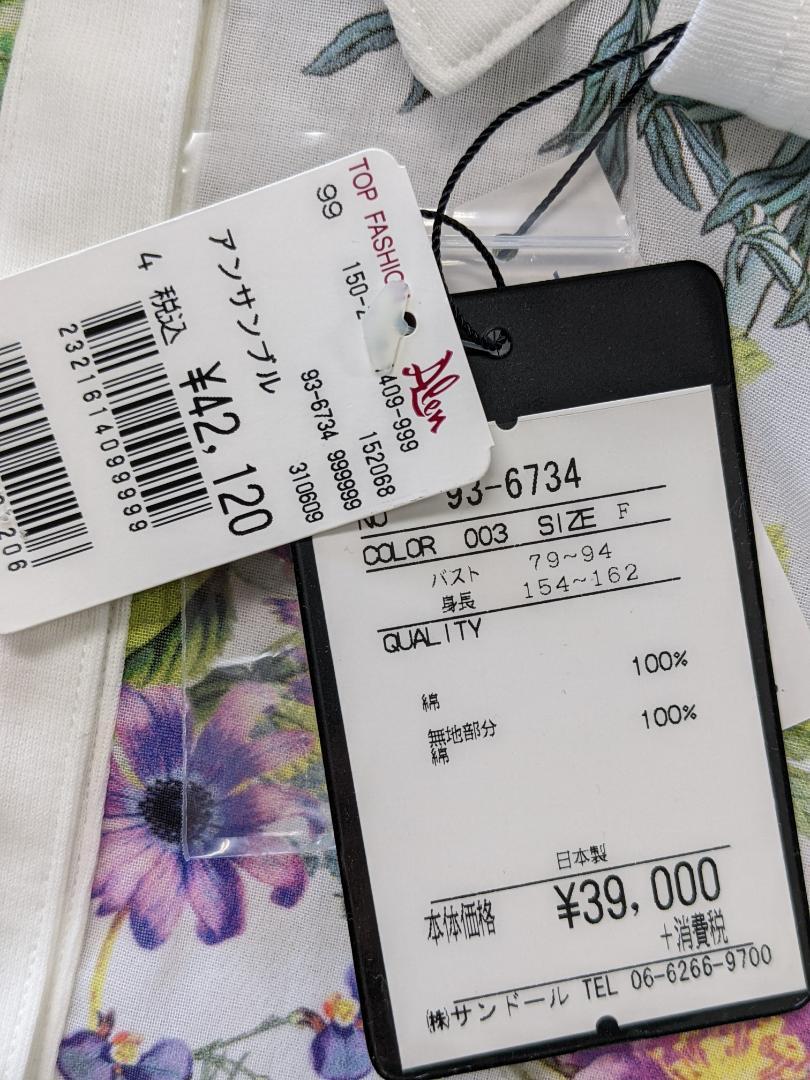 TOP FASHIO
Alen
99
150-
409-999
152068
アンサンブル
93-6734 999999
310609
4 税込 ¥42,120
2321614099999
206
93-6734
NO
COLOR 003 SIZE F
バスト 79~94
身長 154~162
QUALITY
100%
綿
無地部分 100%
綿
日本製
本体価格 ¥39,000
+消費税
㈱サンドール TEL 06-6266-9700